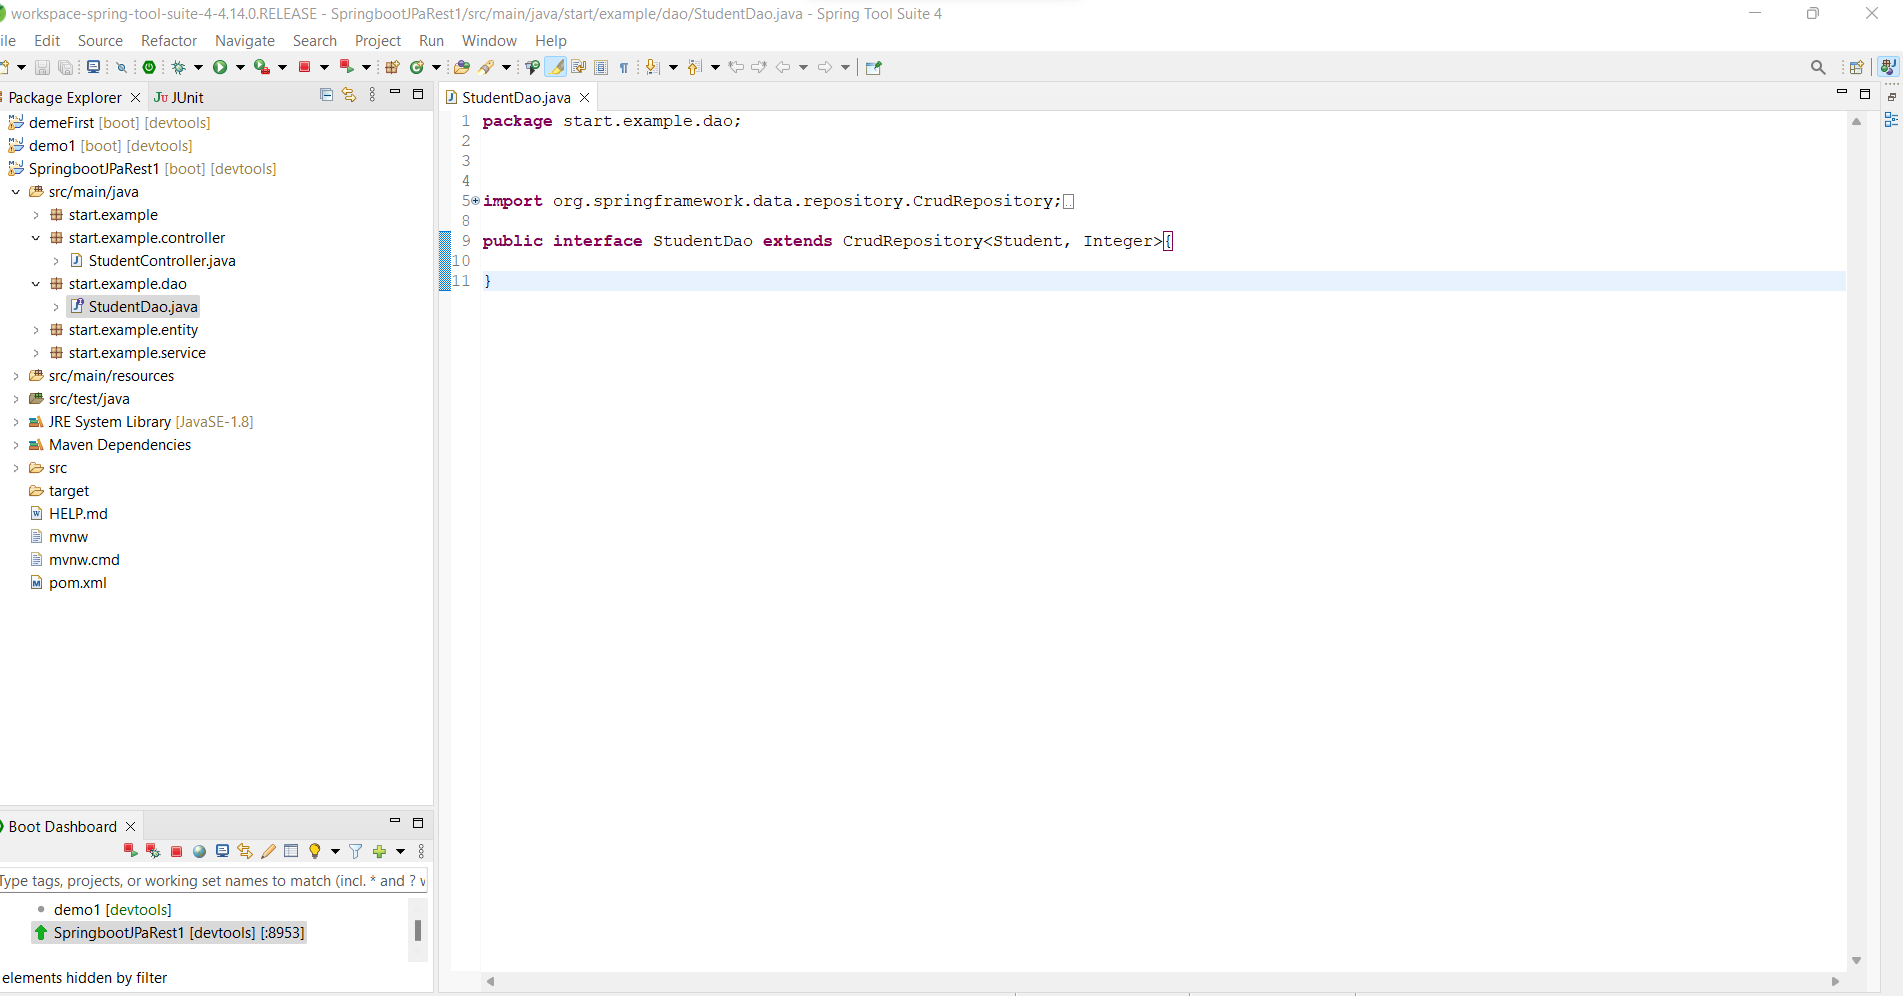 workspace-spring-tool-suite-4-4.14.0.RELEASE - SpringbootJPaRest1/src/main/java/start/example/dao/StudentDao.java - Spring Tool Suite 4
ile Edit Source Refactor Navigate Search Project Run Window Help
Package Explorer JUnit
StudentDao.java
demeFirst [boot] [devtools]
demo1 [boot] [devtools]
SpringbootJPaRest1 [boot] [devtools]
src/main/java
start.example
start.example.controller
StudentController.java
start.example.dao
StudentDao.java
start.example.entity
start.example.service
src/main/resources
src/test/java
JRE System Library [JavaSE-1.8]
Maven Dependencies
src
target
HELP.md
mvnw
mvnw.cmd
pom.xml
1 package start.example.dao;
2
3
4
5 import org.springframework.data.repository.CrudRepository;
8
9 public interface StudentDao extends CrudRepository<Student, Integer>{
10
11 }
Boot Dashboard
Type tags, projects, or working set names to match (incl. * and ? v
demo1 [devtools]
SpringbootJPaRest1 [devtools] [:8953]
elements hidden by filter